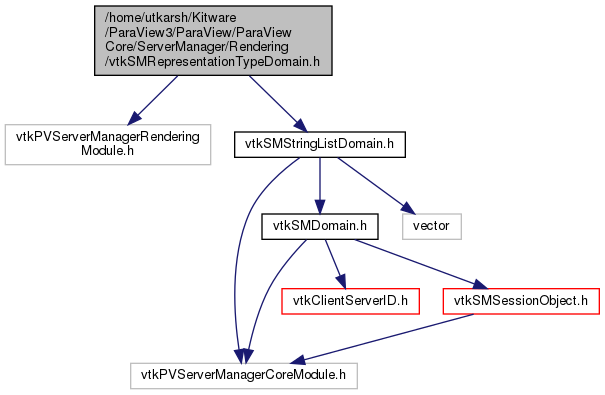 /home/utkarsh/Kitware
/ParaView3/ParaView/ParaView
Core/ServerManager/Rendering
/vtkSMRepresentationTypeDomain.h
vtkPVServerManagerRendering
Module.h
vtkSMStringListDomain.h
vtkSMDomain.h
vector
vtkClientServerID.h
vtkSMSessionObject.h
vtkPVServerManagerCoreModule.h